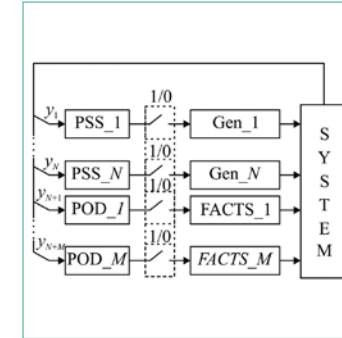 1/0
y1 PSS_1 Gen_1
1/0
yN PSS_N Gen_N
1/0
yN+1 POD_1 FACTS_1
1/0
yN+M POD_M FACTS_M
S
Y
S
T
E
M